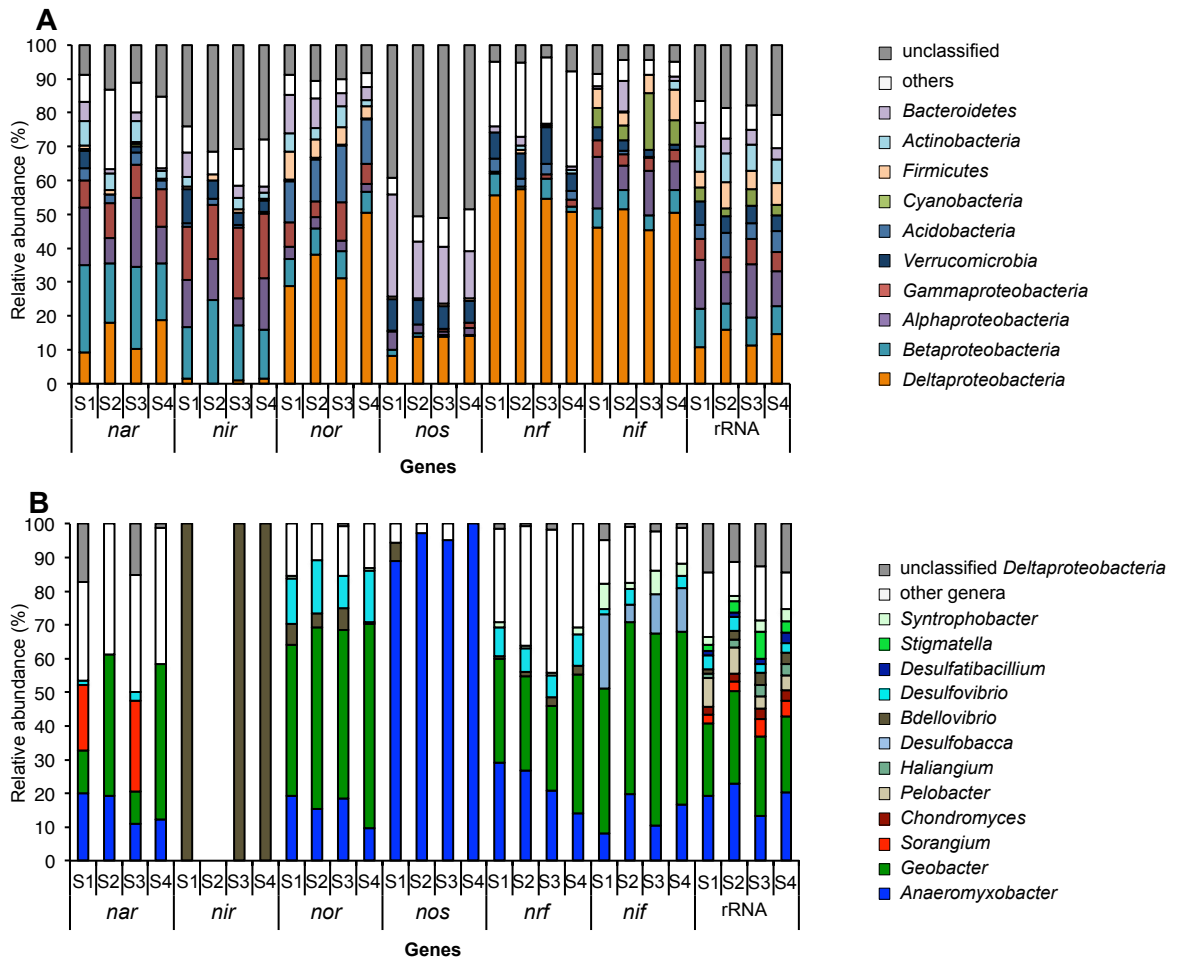 A
Relative abundance (%)
100
90
80
70
60
50
40
30
20
10
0
S1 S2 S3 S4 S1 S2 S3 S4 S1 S2 S3 S4 S1 S2 S3 S4 S1 S2 S3 S4 S1 S2 S3 S4 S1 S2 S3 S4
nar nir nor nos nrf nif rRNA
Genes
unclassified
others
Bacteroidetes
Actinobacteria
Firmicutes
Cyanobacteria
Acidobacteria
Verrucomicrobia
Gammaproteobacteria
Alphaproteobacteria
Betaproteobacteria
Deltaproteobacteria
B
Relative abundance (%)
100
90
80
70
60
50
40
30
20
10
0
S1 S2 S3 S4 S1 S2 S3 S4 S1 S2 S3 S4 S1 S2 S3 S4 S1 S2 S3 S4 S1 S2 S3 S4 S1 S2 S3 S4
nar nir nor nos nrf nif rRNA
Genes
unclassified Deltaproteobacteria
other genera
Syntrophobacter
Stigmatella
Desulfatibacillium
Desulfovibrio
Bdellovibrio
Desulfobacca
Haliangium
Pelobacter
Chondromyces
Sorangium
Geobacter
Anaeromyxobacter